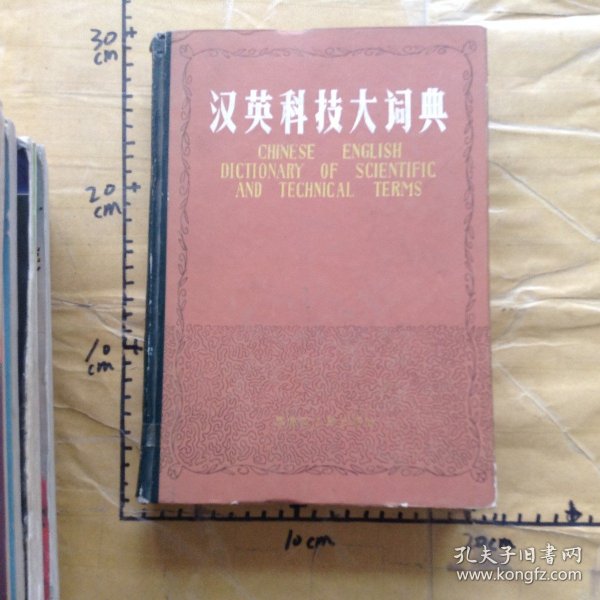 30
cm
汉英科技大词典
CHINESE ENGLISH
DICTIONARY OF SCIENTIFIC
AND TECHNICAL TERMS
20
cm
10
cm
10cm
20cm
孔夫子旧书网
www.kongfz.com